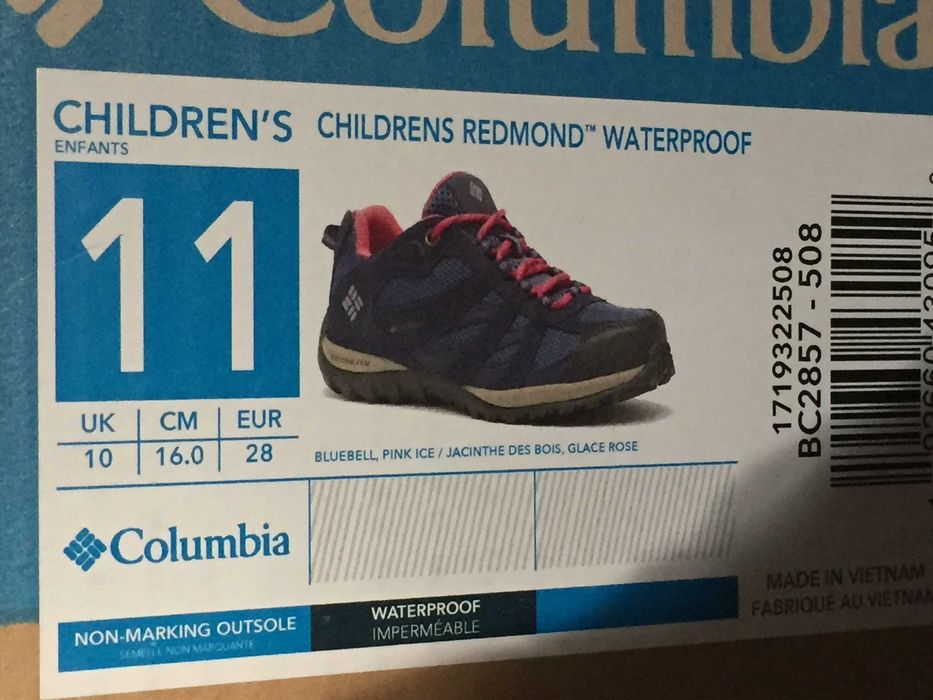 Columbia
CHILDREN'S
ENFANTS
CHILDRENS REDMOND™ WATERPROOF
11
UK CM EUR
10 16.0 28
BLUEBELL, PINK ICE / JACINTHE DES BOIS, GLACE ROSE
1719322508
BC2857 - 508
Columbia
NON-MARKING OUTSOLE
SEMELLE NON MARQUANTE
WATERPROOF
IMPERMÉABLE
MADE IN VIETNAM
FABRIQUÉ AU VIETNAM